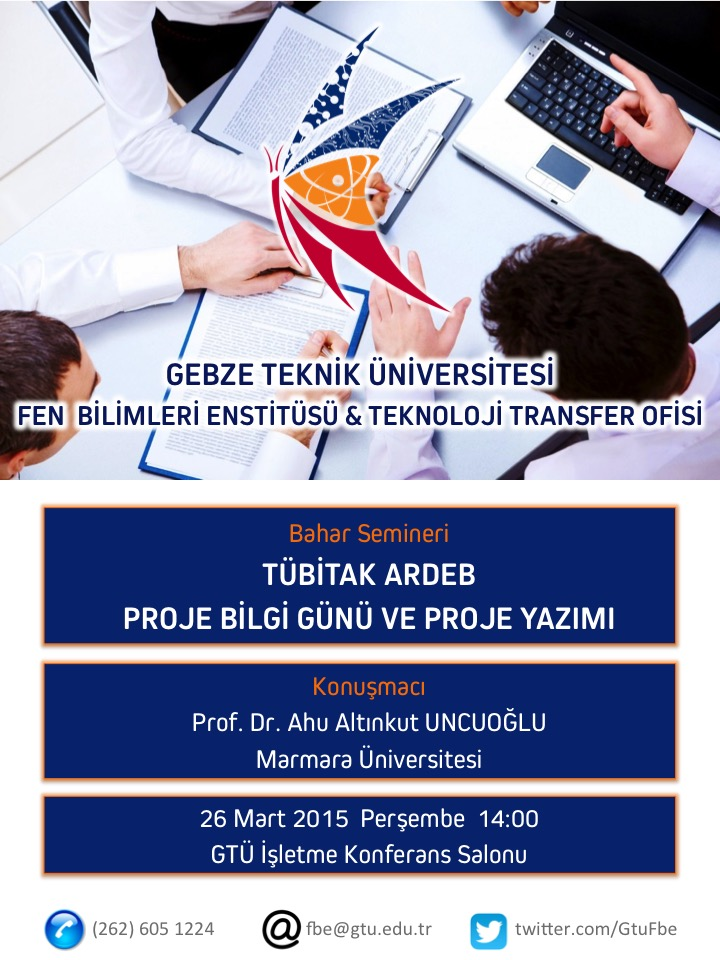 GEBZE TEKNİK ÜNİVERSİTESİ
FEN BİLİMLERİ ENSTİTÜSÜ & TEKNOLOJİ TRANSFER OFİSİ
Bahar Semineri
TÜBİTAK ARDEB
PROJE BİLGİ GÜNÜ VE PROJE YAZIMI
Konuşmacı
Prof. Dr. Ahu Altınkut UNCUOĞLU
Marmara Üniversitesi
26 Mart 2015 Perşembe 14:00
GTÜ İşletme Konferans Salonu
(262) 605 1224
@ fbe@gtu.edu.tr
twitter.com/GtuFbe